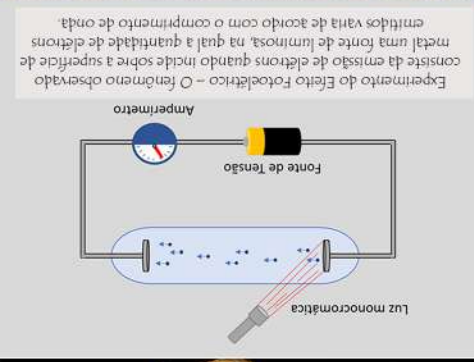 Luz monocromática
Fonte de Tensão
Amperímetro
Experimento do Efeito Fotoelétrico – O fenômeno observado
consiste da emissão de elétrons quando incide sobre a superfície de
metal uma fonte de luminosa, na qual a quantidade de elétrons
emitidos varia de acordo com o comprimento de onda.